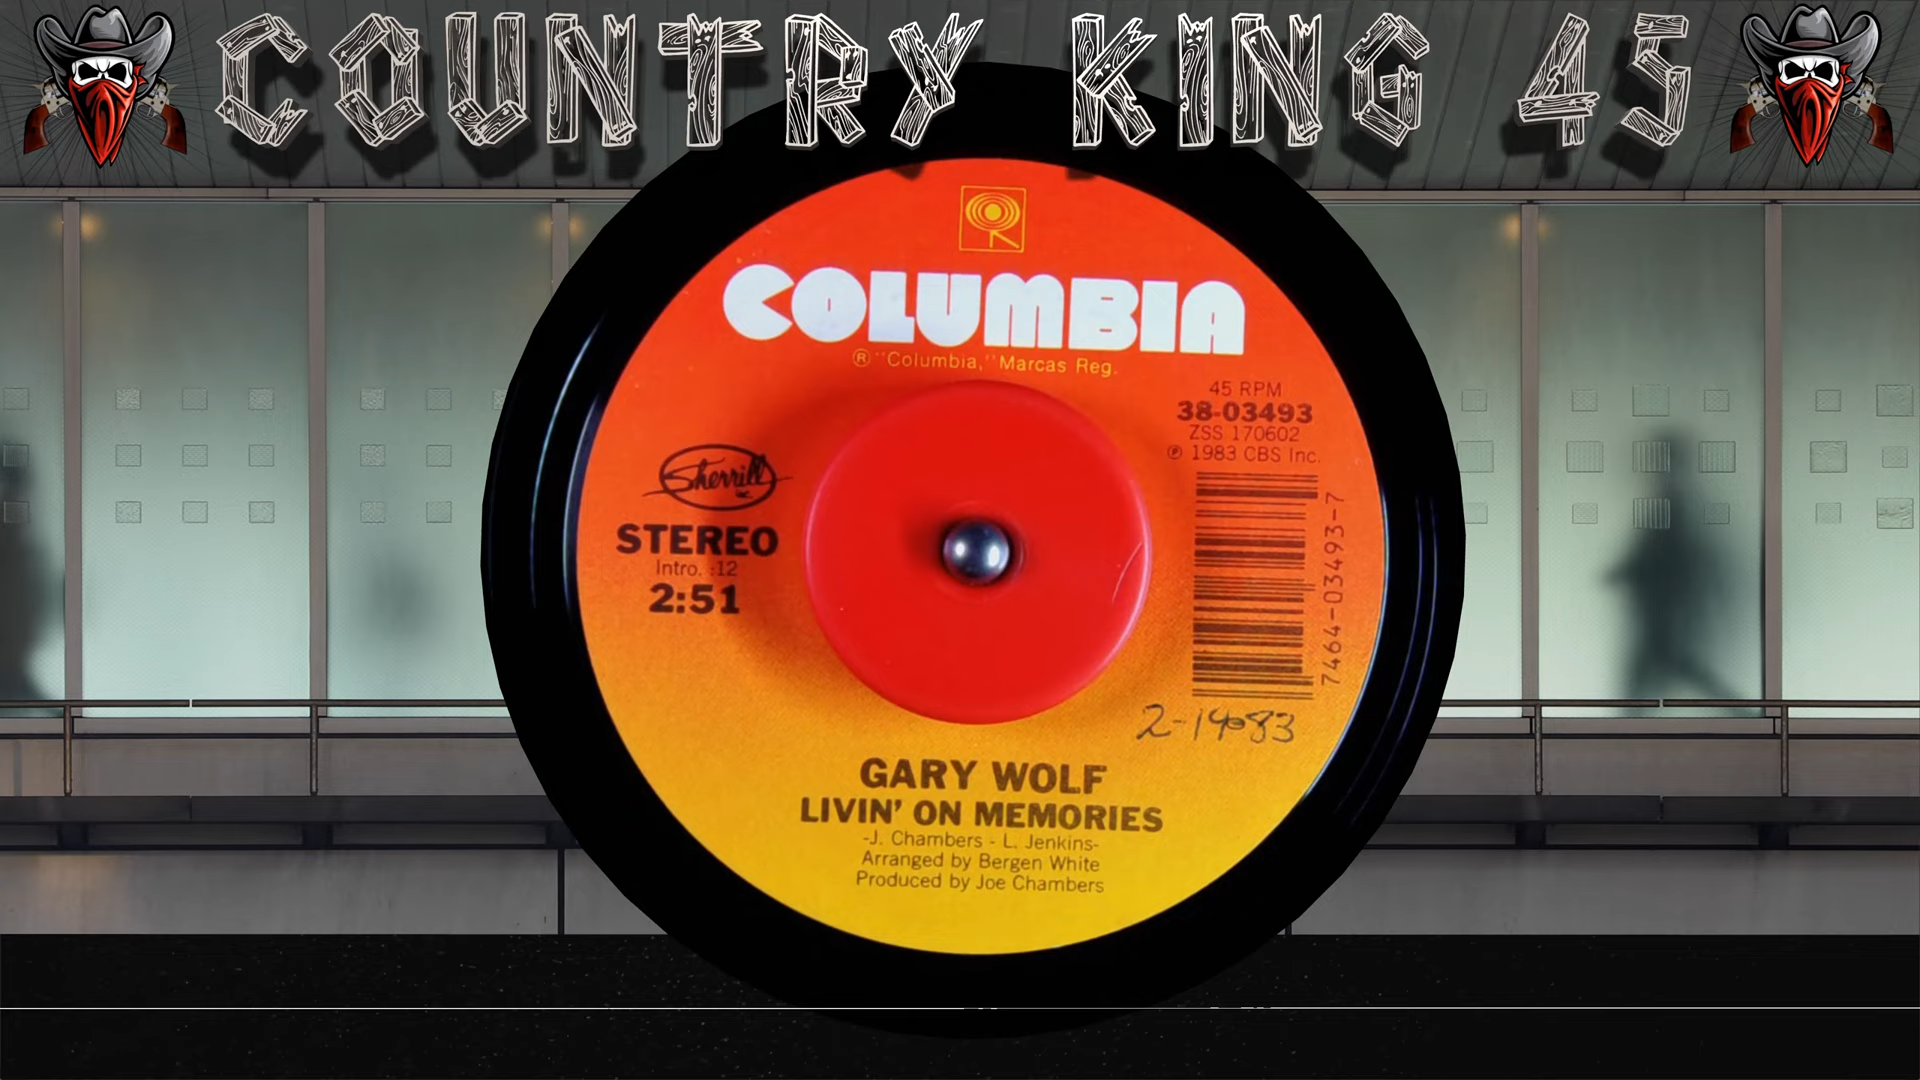 COUNTRY KING 45
COLUMBIA
® "Columbia," Marcas Reg.
45 RPM
38-03493
ZSS 170602
℗ 1983 CBS Inc.
Sherrill
INC.
STEREO
Intro. :12
2:51
7464-03493-7
2-14-83
GARY WOLF
LIVIN' ON MEMORIES
-J. Chambers - L. Jenkins-
Arranged by Bergen White
Produced by Joe Chambers